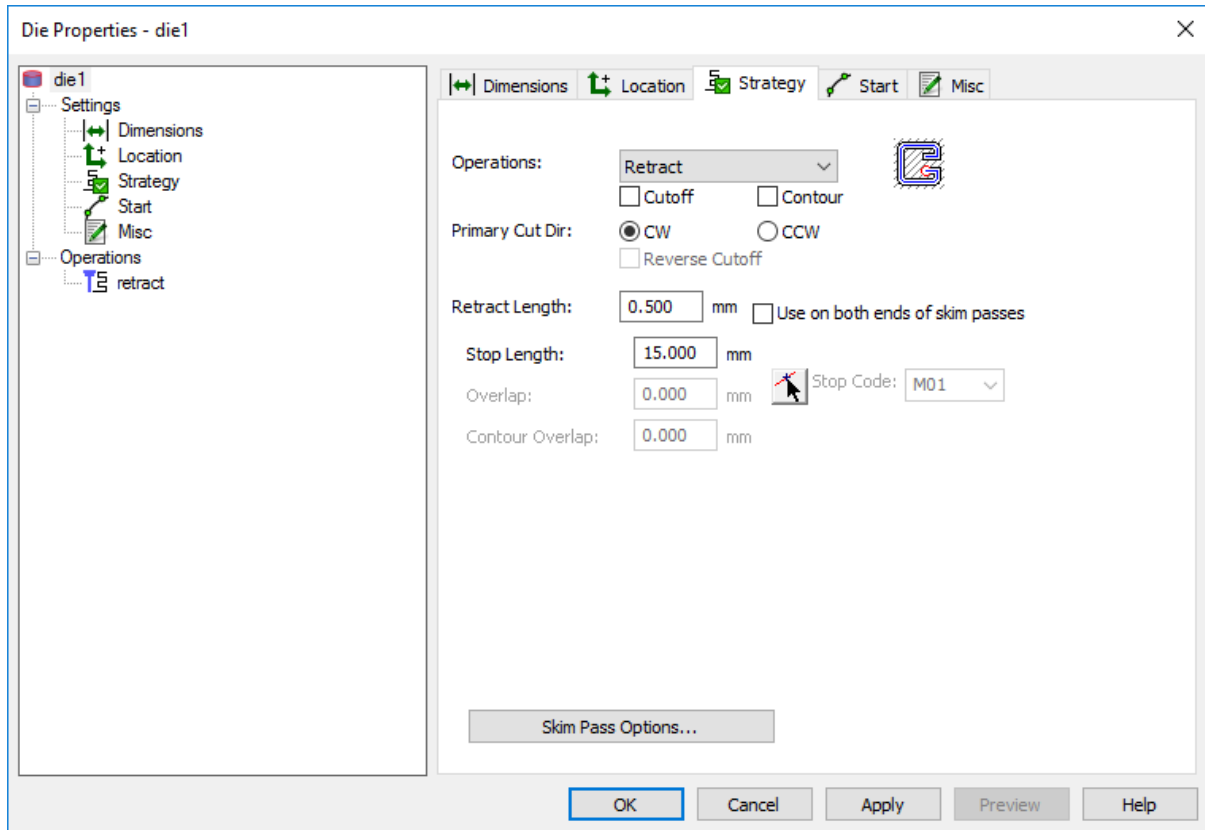 Die Properties - die1
die1
Settings
Dimensions
Location
Strategy
Start
Misc
Operations
retract
Dimensions Location Strategy Start Misc
Operations: Retract
Cutoff Contour
Primary Cut Dir: CW CCW
Reverse Cutoff
Retract Length: 0.500 mm Use on both ends of skim passes
Stop Length: 15.000 mm
Overlap: 0.000 mm Stop Code: M01
Contour Overlap: 0.000 mm
Skim Pass Options...
OK Cancel Apply Preview Help